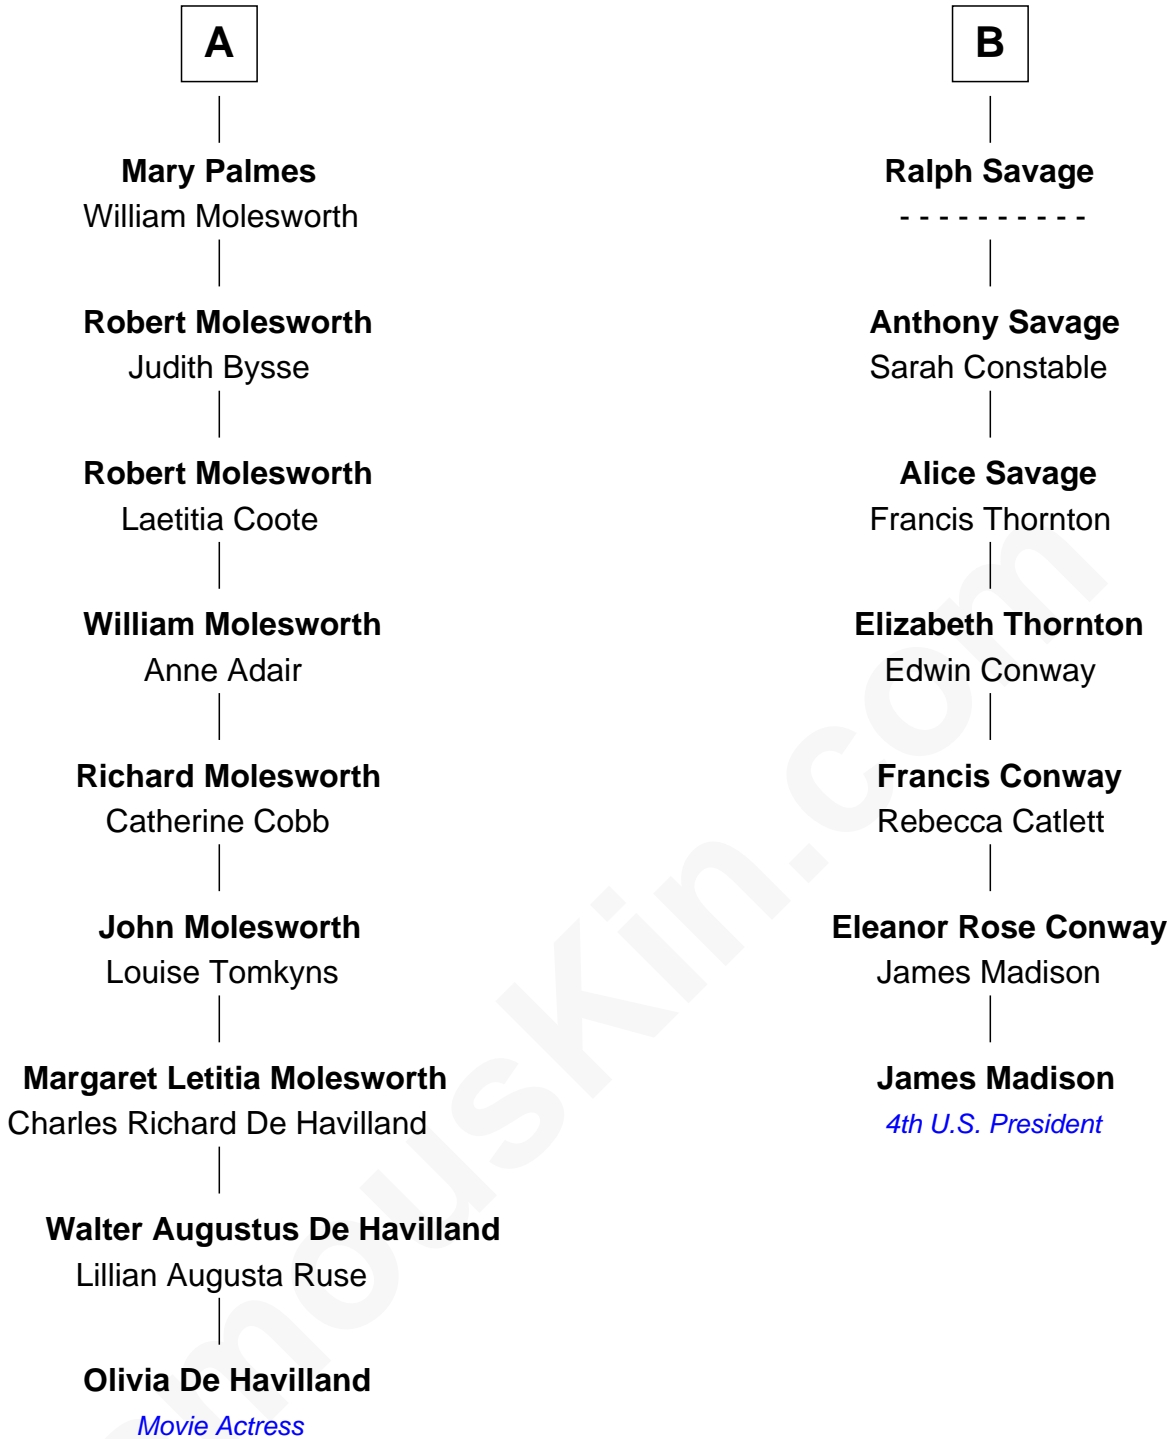 A
Mary Palmes
William Molesworth
Robert Molesworth
Judith Bysse
Robert Molesworth
Laetitia Coote
William Molesworth
Anne Adair
Richard Molesworth
Catherine Cobb
John Molesworth
Louise Tomkyns
Margaret Letitia Molesworth
Charles Richard De Havilland
Walter Augustus De Havilland
Lillian Augusta Ruse
Olivia De Havilland
Movie Actress
B
Ralph Savage
- - - - - - - - - -
Anthony Savage
Sarah Constable
Alice Savage
Francis Thornton
Elizabeth Thornton
Edwin Conway
Francis Conway
Rebecca Catlett
Eleanor Rose Conway
James Madison
James Madison
4th U.S. President
mousKin.com